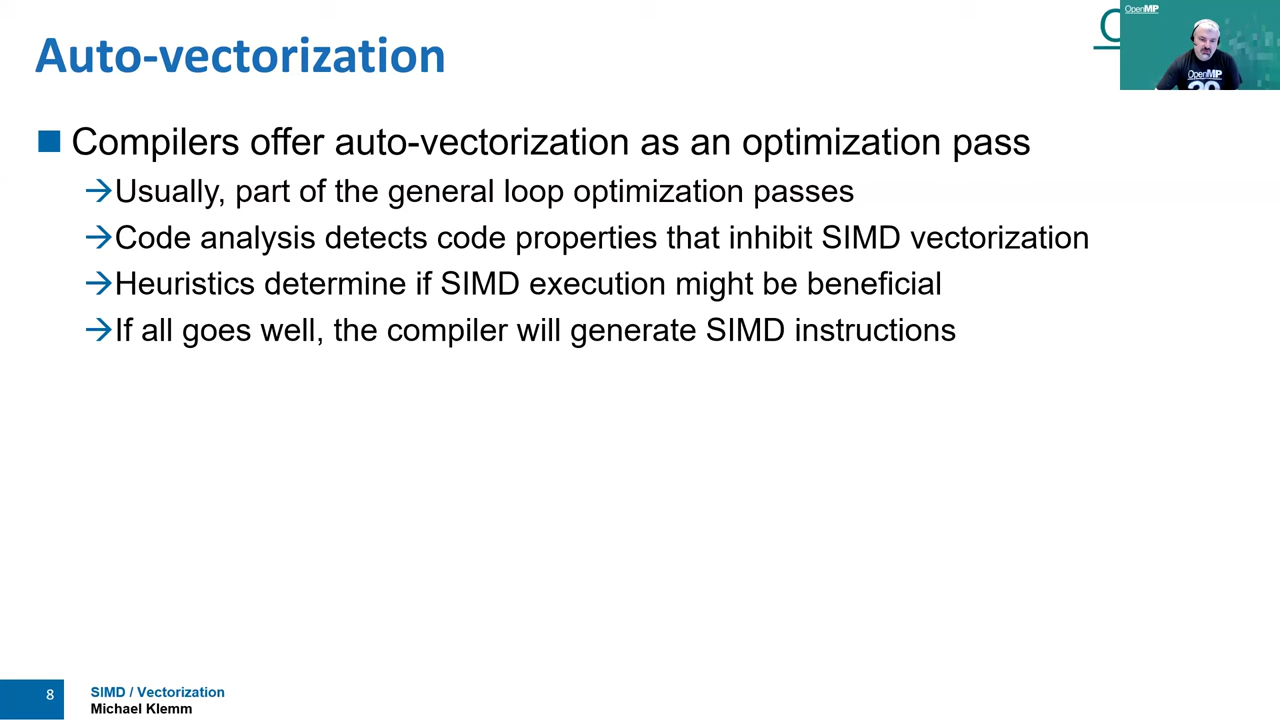 Auto-vectorization
OpenMP
OpenMP
20
Compilers offer auto-vectorization as an optimization pass
Usually, part of the general loop optimization passes
Code analysis detects code properties that inhibit SIMD vectorization
Heuristics determine if SIMD execution might be beneficial
If all goes well, the compiler will generate SIMD instructions
8
SIMD / Vectorization
Michael Klemm